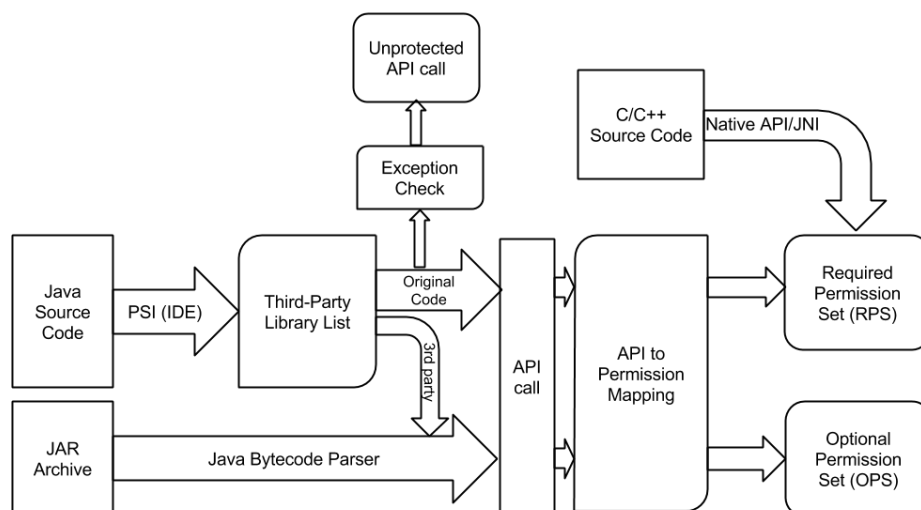 Unprotected
API call
C/C++
Source Code
Native API/JNI
Exception
Check
Java
Source
Code
PSI (IDE)
Third-Party
Library List
Original
Code
3rd party
API
call
API to
Permission
Mapping
Required
Permission
Set (RPS)
JAR
Archive
Java Bytecode Parser
Optional
Permission
Set (OPS)